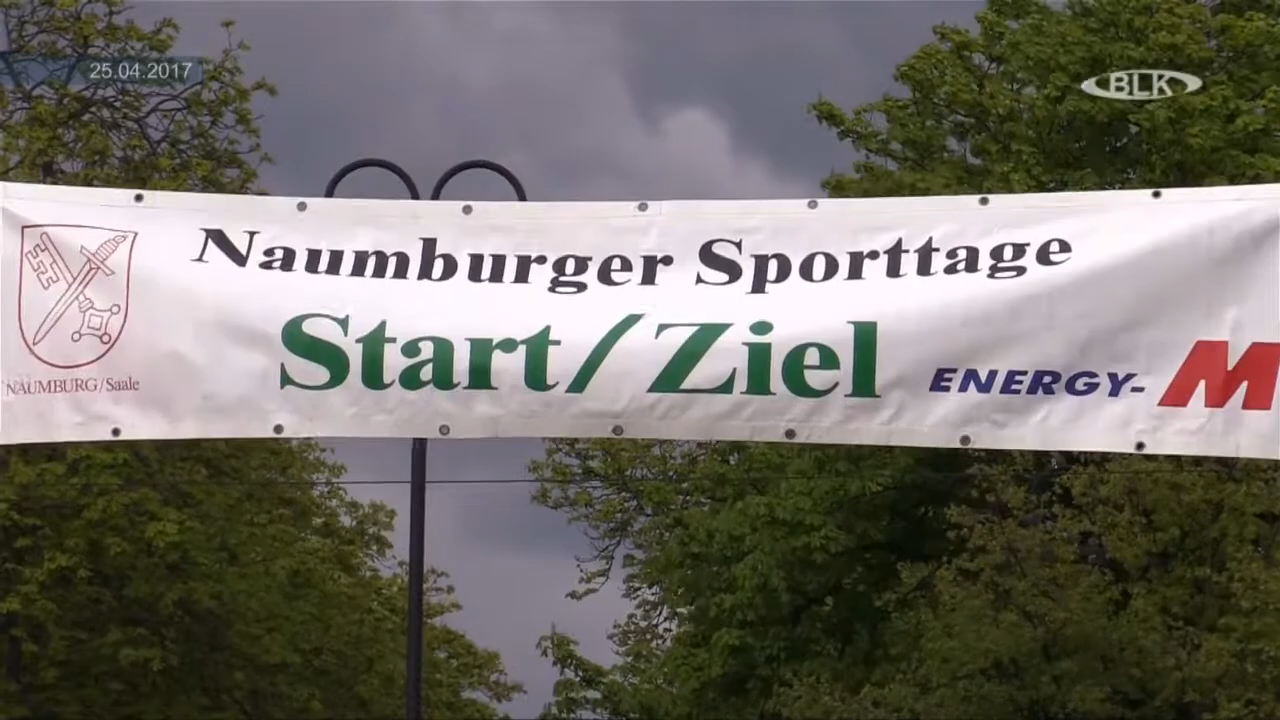 25.04.2017
BLK
Naumburger Sporttage
Start/Ziel
ENERGY-M
NAUMBURG/Saale